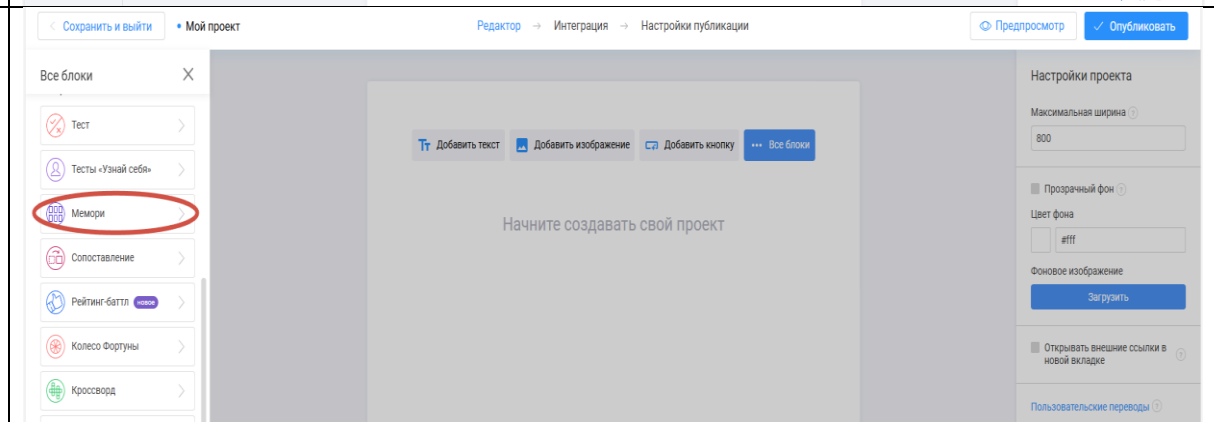 Сохранить и выйти
Мой проект
Редактор → Интеграция → Настройки публикации
Предпросмотр
Опубликовать
Все блоки
Тест
Тесты «Узнай себя»
Мемори
Сопоставление
Рейтинг-баттл новое
Колесо Фортуны
Кроссворд
Добавить текст
Добавить изображение
Добавить кнопку
Все блоки
Начните создавать свой проект
Настройки проекта
Максимальная ширина ?
800
Прозрачный фон ?
Цвет фона
#fff
Фоновое изображение
Загрузить
Открывать внешние ссылки в
новой вкладке ?
Пользовательские переводы ?